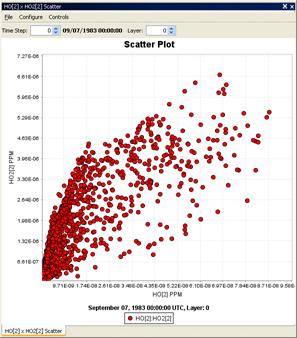 HO[2] x HO2[2] Scatter
File Configure Controls
Time Step: 0 09/07/1983 00:00:00 Layer: 0
Scatter Plot
7.27E-06
6.61E-06
5.95E-06
5.29E-06
4.63E-06
3.96E-06
3.30E-06
2.64E-06
1.98E-06
1.32E-06
6.61E-07
HO2[2] PPM
9.71E-09 1.74E-08 2.61E-08 3.48E-08 4.35E-08 5.22E-08 6.10E-08 6.97E-08 7.84E-08 8.71E-08 9.58E-08
HO[2] PPM
September 07, 1983 00:00:00 UTC, Layer: 0
HO[2] HO2[2]
HO[2] x HO2[2] Scatter